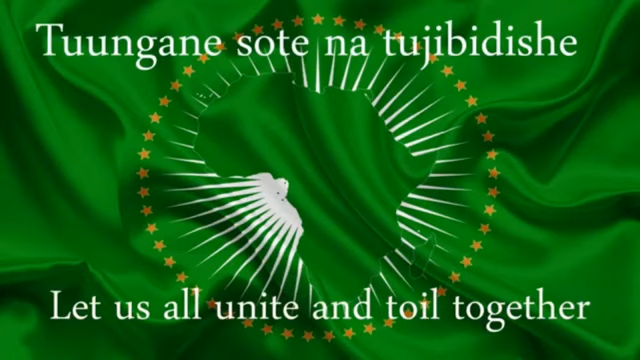 Tuungane sote na tujibidishe
Let us all unite and toil together